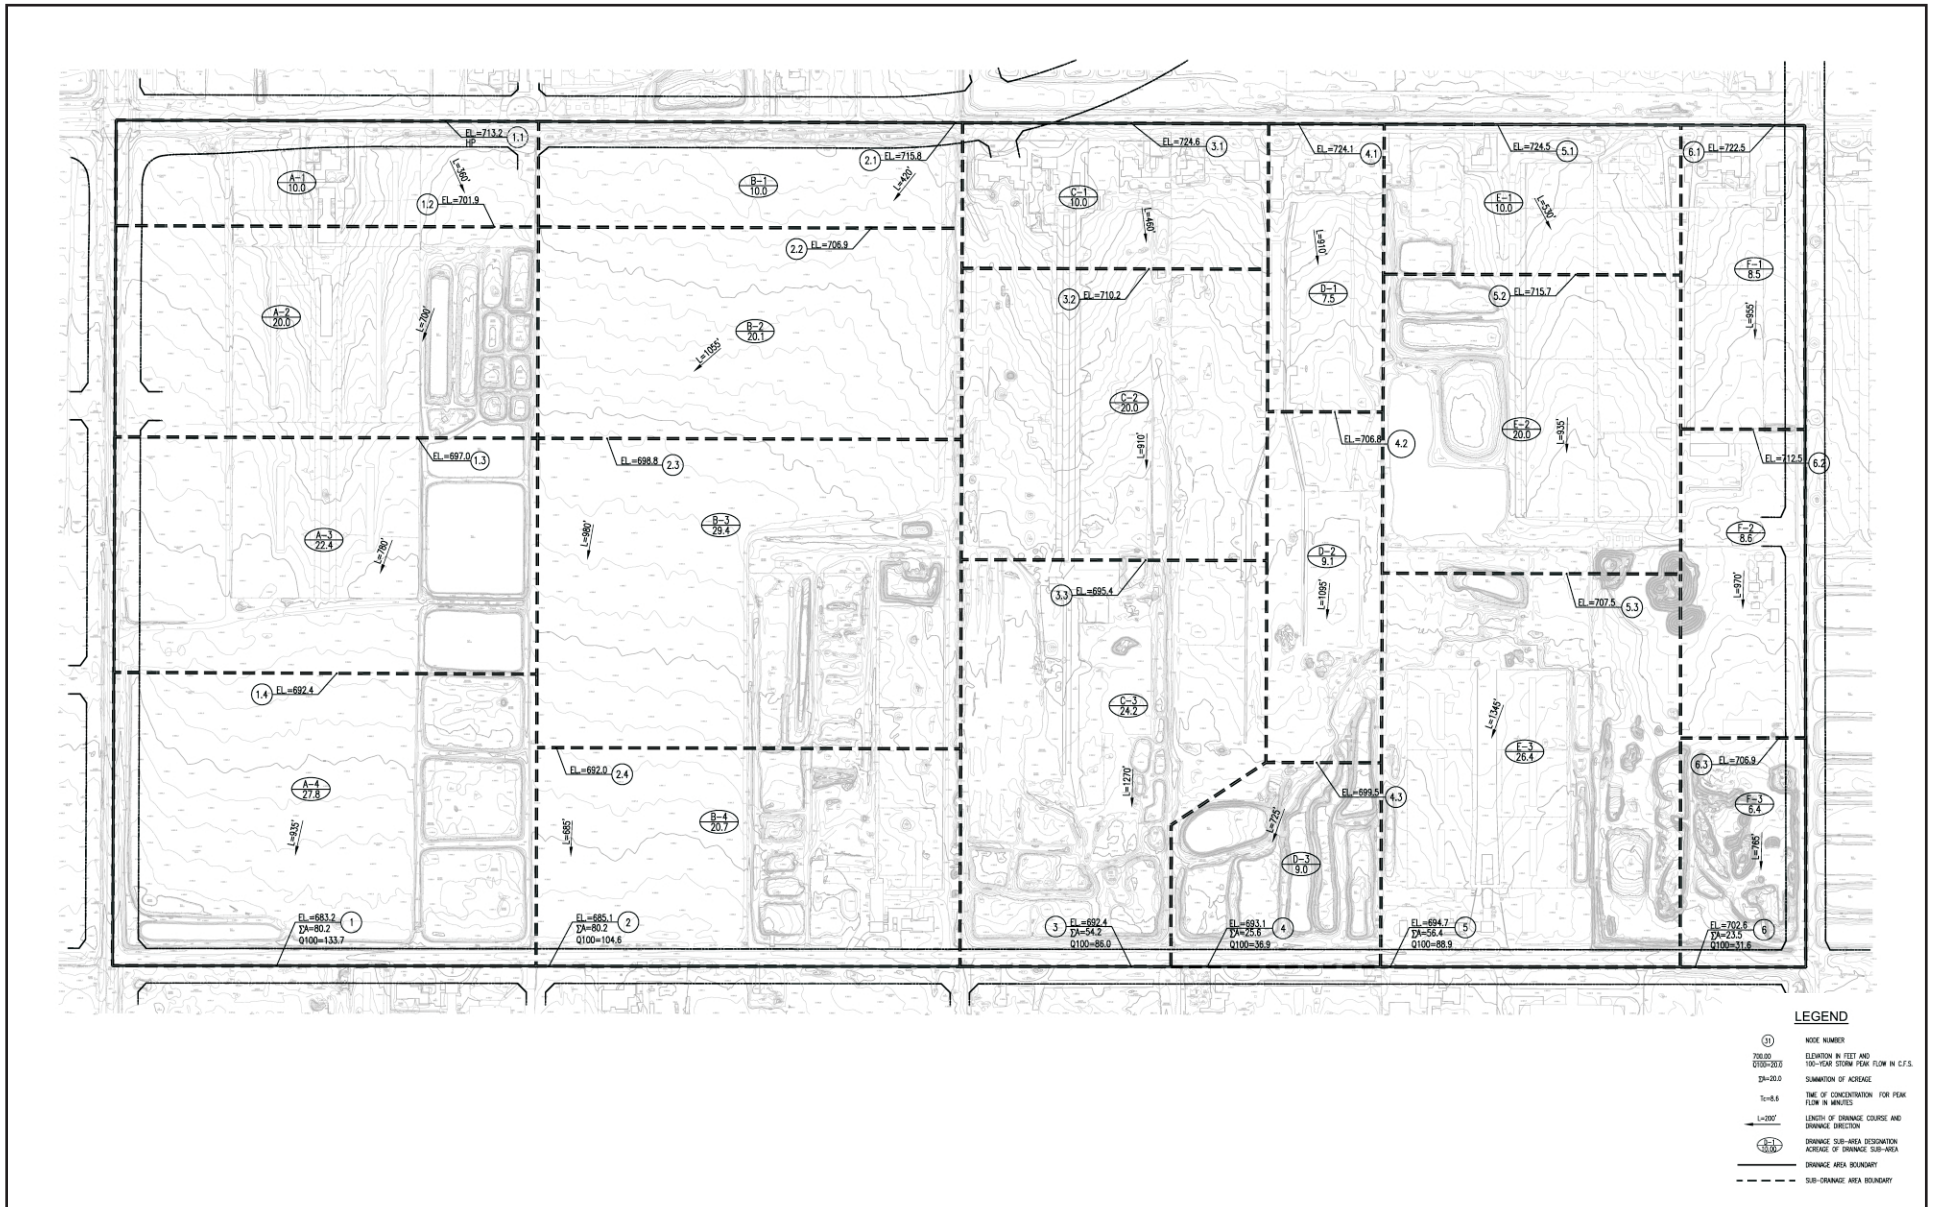 EL.=713.2
HP
1.1
2.1
EL.=715.8
EL.=724.6
3.1
EL.=724.1
4.1
EL.=724.5
5.1
6.1
EL.=722.5
A-1
10.0
L=360'
B-1
10.0
L=420'
C-1
10.0
L=460'
E-1
10.0
L=530'
1.2
EL.=701.9
2.2
EL.=706.9
L=910'
F-1
8.5
3.2
EL.=710.2
D-1
7.5
5.2
EL.=715.7
A-2
20.0
L=700'
B-2
20.1
L=1055'
L=955'
C-2
20.0
L=910'
E-2
20.0
L=935'
EL.=706.8
4.2
EL.=697.0
1.3
EL.=698.8
2.3
EL.=712.5
6.2
A-3
22.4
L=780'
L=980'
B-3
29.4
D-2
9.1
L=1095'
F-2
8.6
L=970'
3.3
EL.=695.4
EL.=707.5
5.3
1.4
EL.=692.4
C-3
24.2
L=1345'
E-3
26.4
EL.=692.0
2.4
6.3
EL.=706.9
A-4
27.8
L=935'
L=685'
B-4
20.7
L=1270'
EL.=699.5
4.3
L=725'
D-3
9.0
F-3
6.4
L=765'
EL.=683.2
1
ΣA=80.2
Q100=133.7
EL.=685.1
2
ΣA=80.2
Q100=104.6
3
EL.=692.4
ΣA=54.2
Q100=86.0
EL.=693.1
4
ΣA=25.6
Q100=36.9
EL.=694.7
5
ΣA=56.4
Q100=88.9
EL.=702.6
6
ΣA=23.5
Q100=31.6
LEGEND
31
NODE NUMBER
700.00
Q100=20.0
ELEVATION IN FEET AND
100-YEAR STORM PEAK FLOW IN C.F.S.
ΣA=20.0
SUMMATION OF ACREAGE
Tc=8.6
TIME OF CONCENTRATION FOR PEAK
FLOW IN MINUTES
L=200'
LENGTH OF DRAINAGE COURSE AND
DRAINAGE DIRECTION
D-1
10.00
DRAINAGE SUB-AREA DESIGNATION
ACREAGE OF DRAINAGE SUB-AREA
DRAINAGE AREA BOUNDARY
SUB-DRAINAGE AREA BOUNDARY